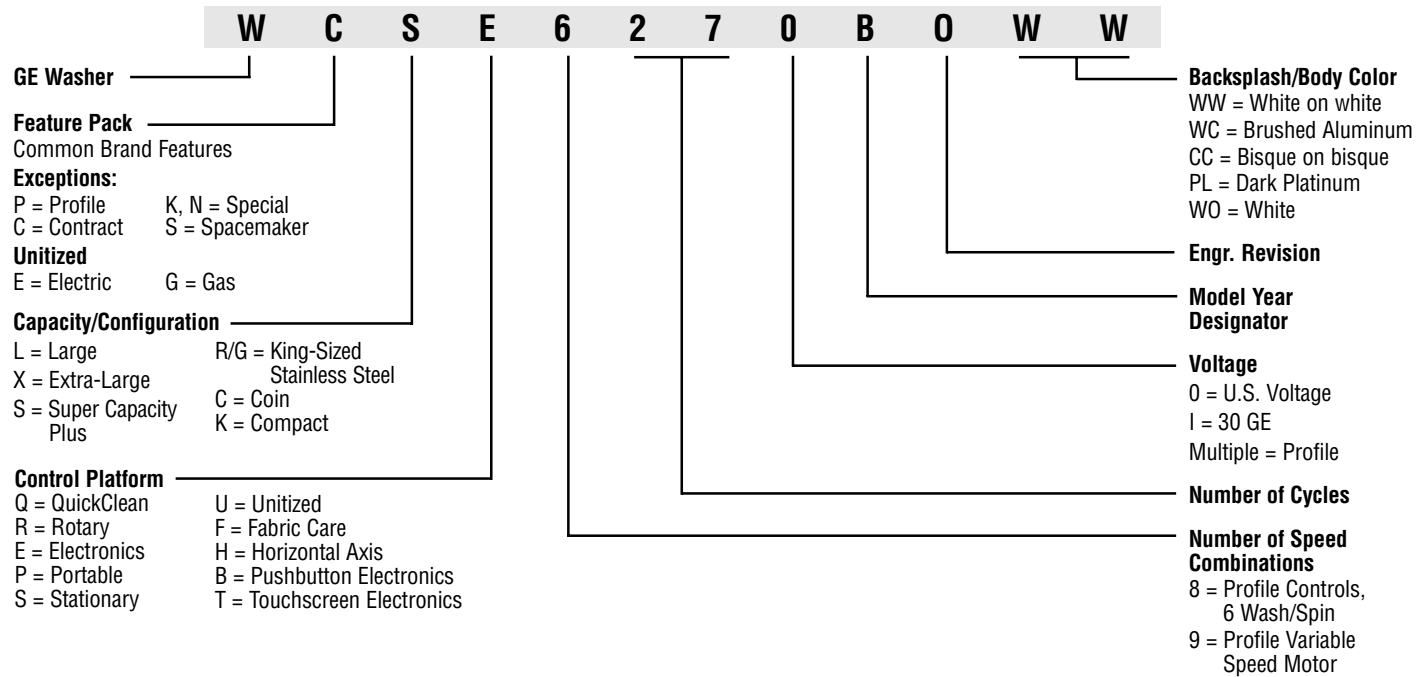 W C S E 6 2 7 0 B O W W
GE Washer
Feature Pack
Common Brand Features
Exceptions:
P = Profile K, N = Special
C = Contract S = Spacemaker
Unitized
E = Electric G = Gas
Capacity/Configuration
L = Large
X = Extra-Large
S = Super Capacity
Plus
R/G = King-Sized
Stainless Steel
C = Coin
K = Compact
Control Platform
Q = QuickClean
R = Rotary
E = Electronics
P = Portable
S = Stationary
U = Unitized
F = Fabric Care
H = Horizontal Axis
B = Pushbutton Electronics
T = Touchscreen Electronics
Backsplash/Body Color
WW = White on white
WC = Brushed Aluminum
CC = Bisque on bisque
PL = Dark Platinum
WO = White
Engr. Revision
Model Year
Designator
Voltage
0 = U.S. Voltage
I = 30 GE
Multiple = Profile
Number of Cycles
Number of Speed
Combinations
8 = Profile Controls,
6 Wash/Spin
9 = Profile Variable
Speed Motor